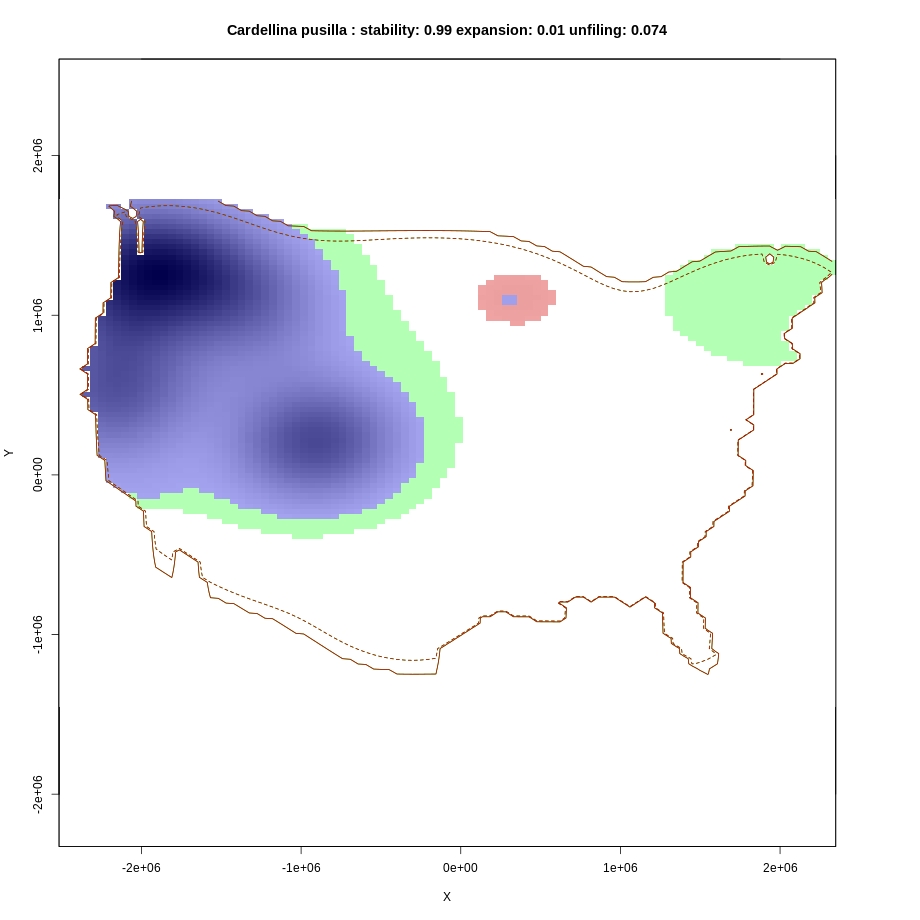 Cardellina pusilla : stability: 0.99 expansion: 0.01 unfiling: 0.074
2e+06
1e+06
0e+00
-1e+06
-2e+06
Y
-2e+06 -1e+06 0e+00 1e+06 2e+06
X